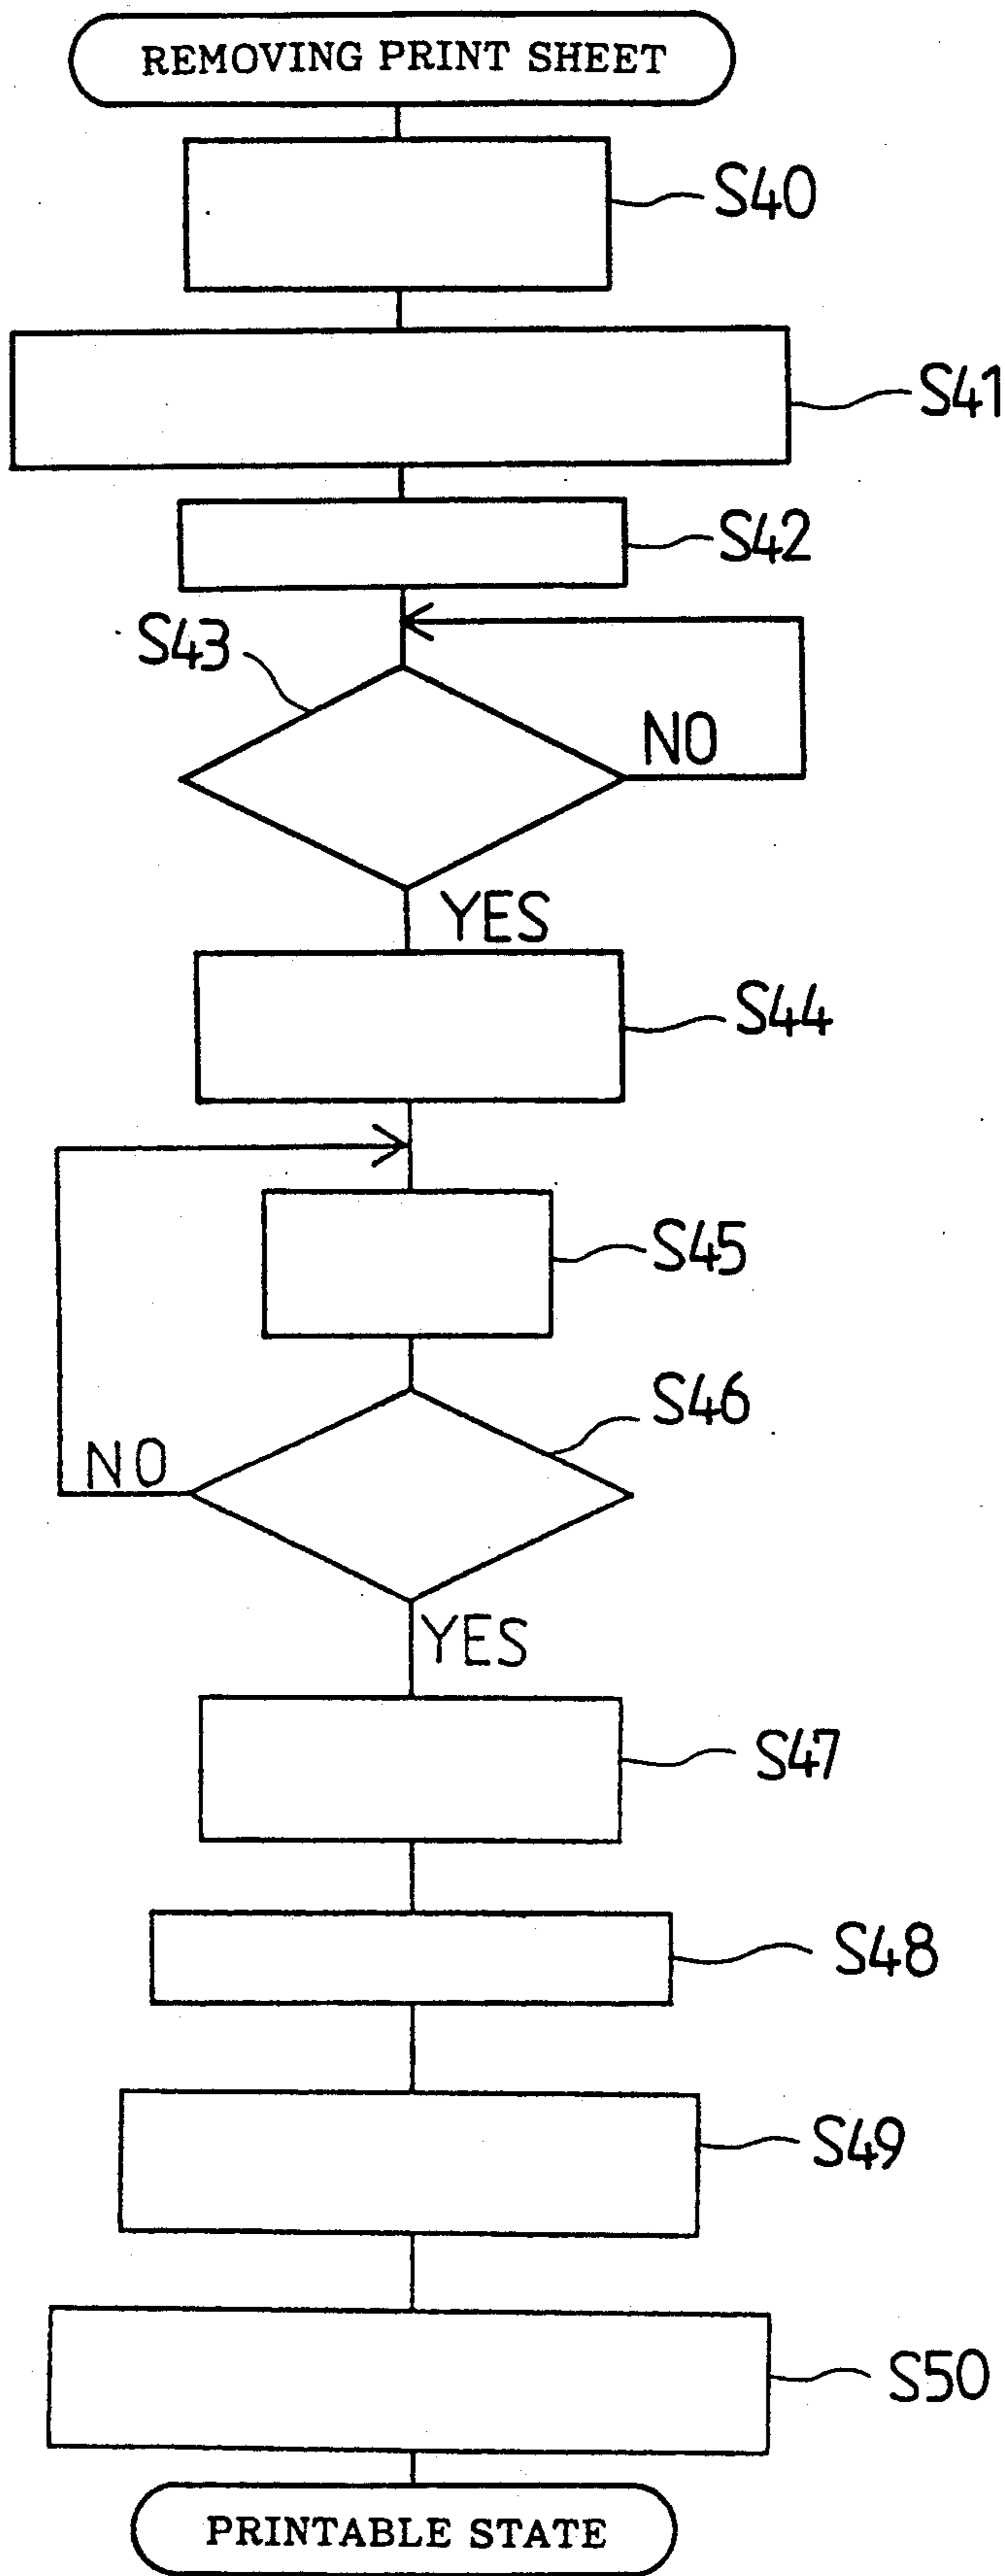 REMOVING PRINT SHEET
S40
S41
S42
S43
NO
YES
S44
S45
S46
NO
YES
S47
S48
S49
S50
PRINTABLE STATE